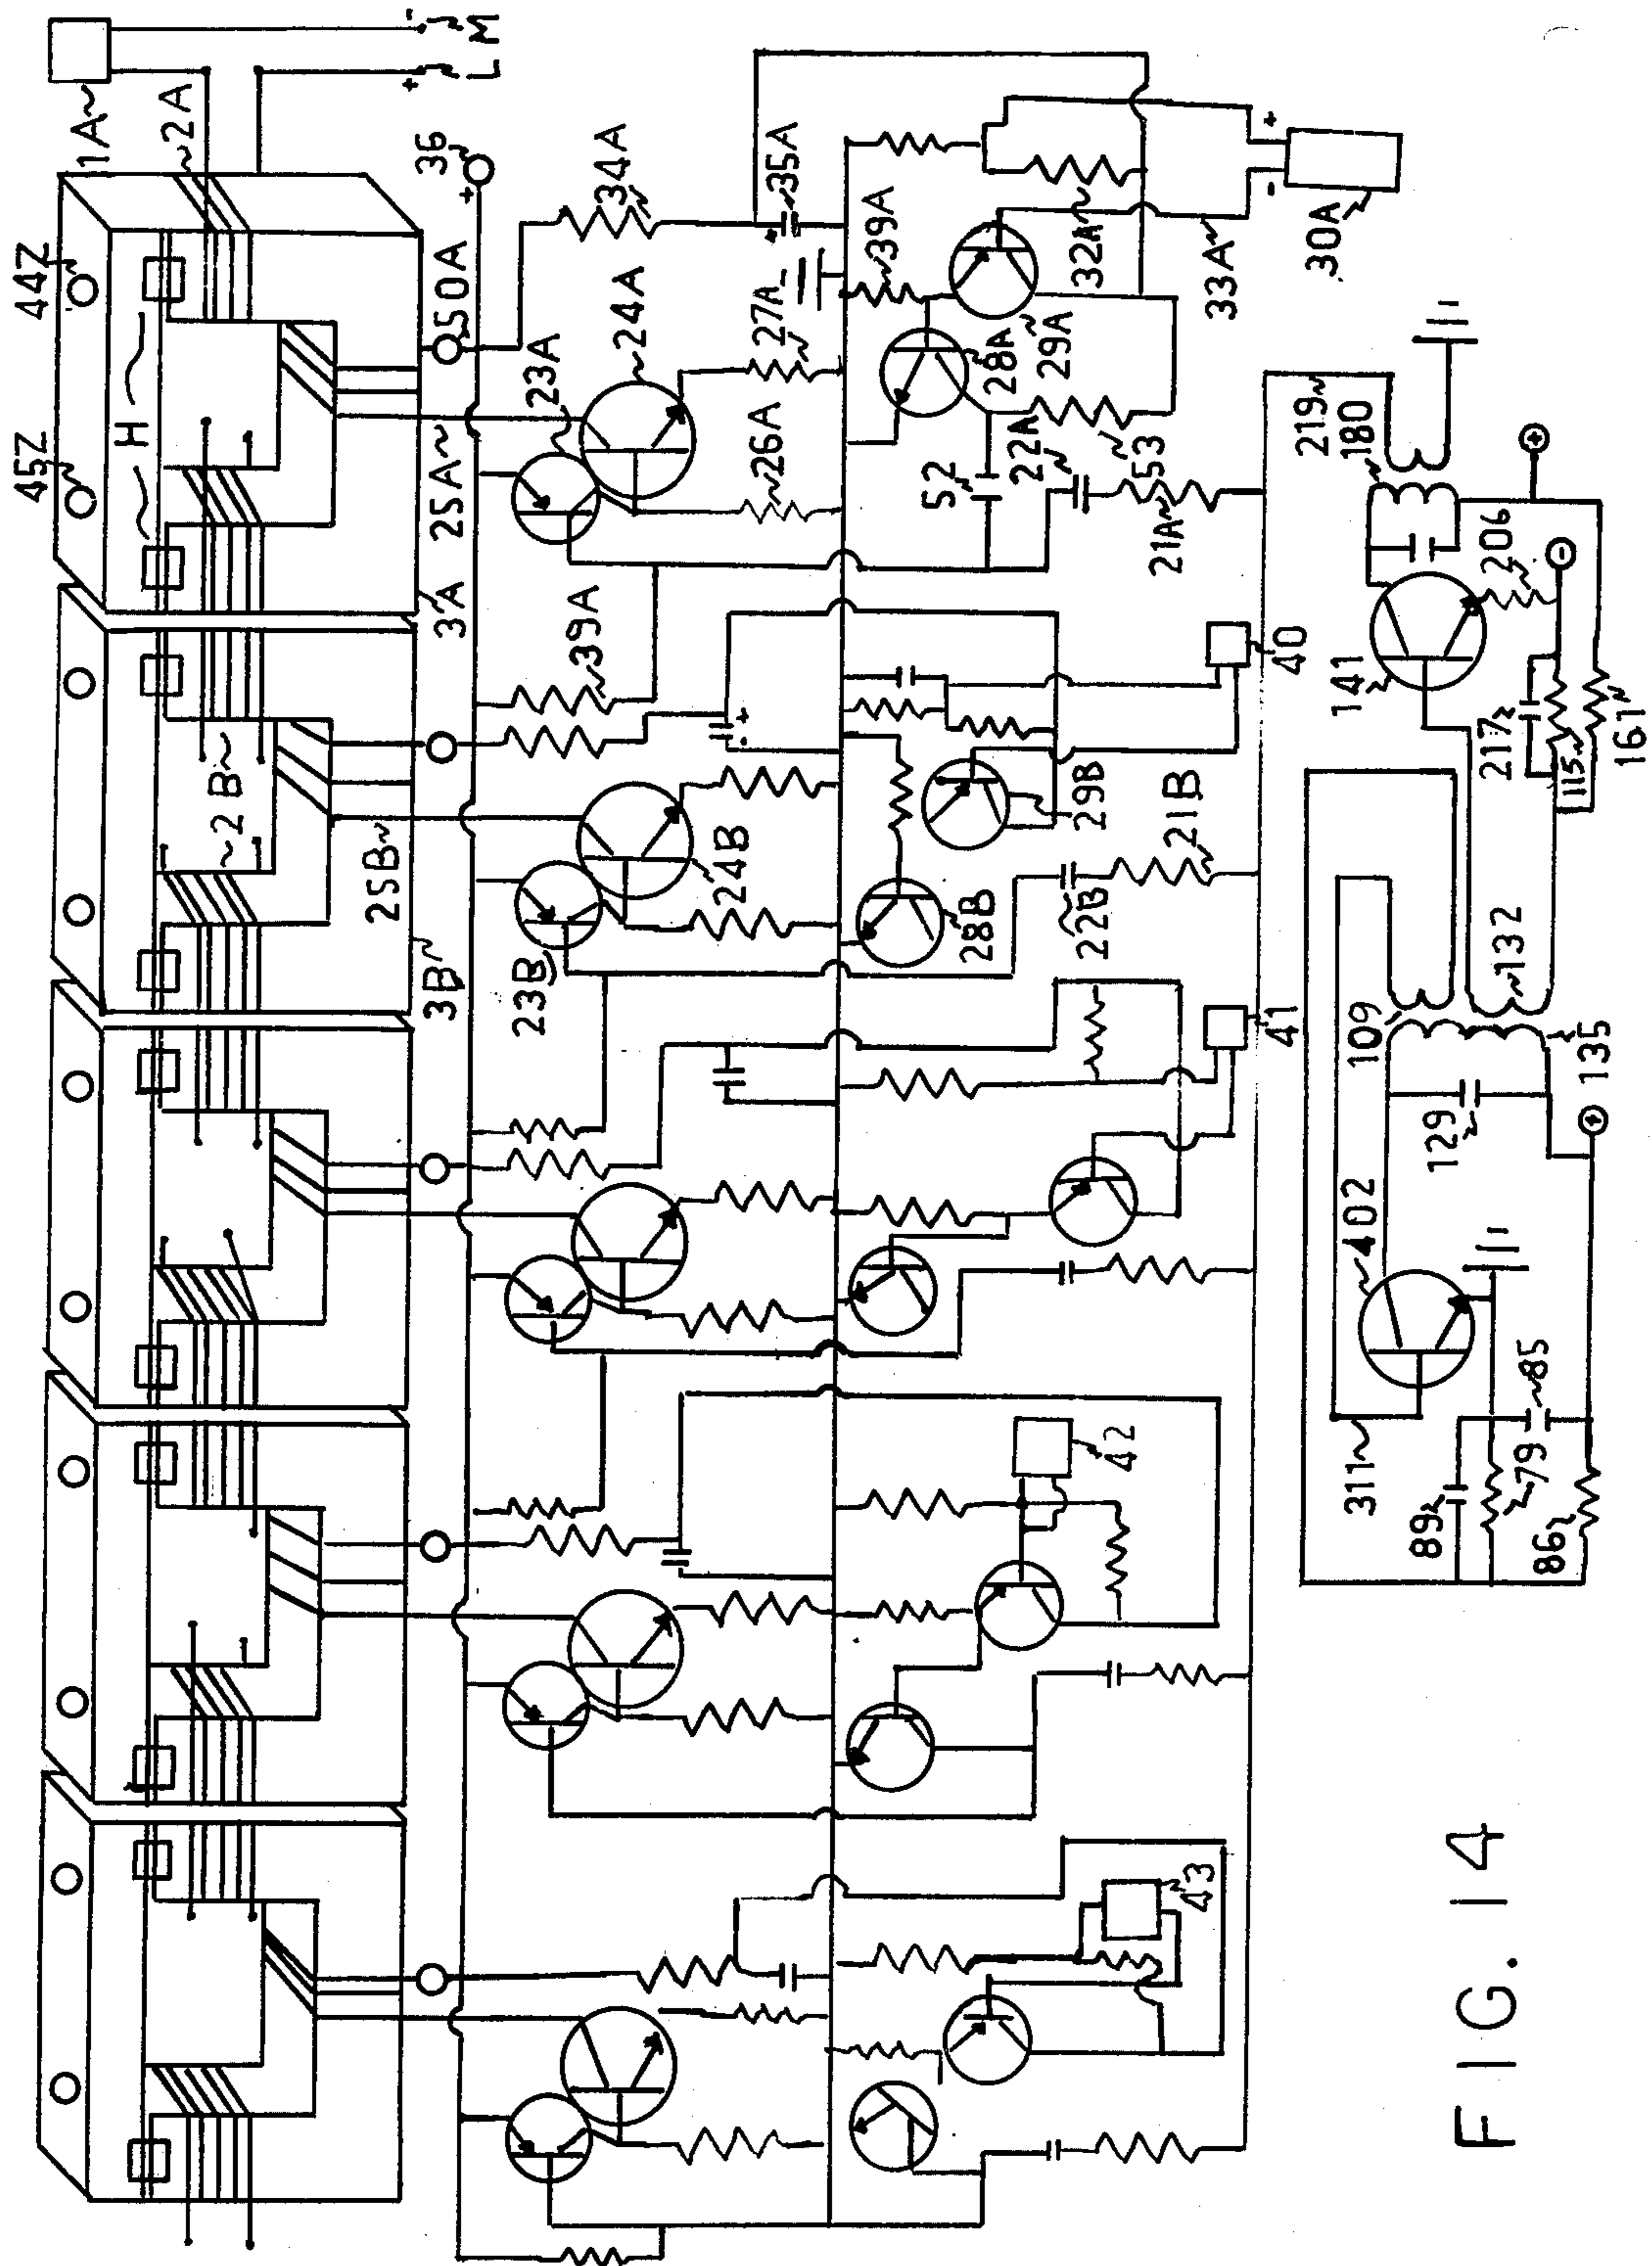 45Z
44Z
H
1A
2A
-
+
L
M
2B
3A
25A
50A
36
+
3B
25B
39A
23A
24A
34A
23B
24B
26A
27A
+
35A
39A
28B
29B
22B
21B
52
22A
53
21A
28A
29A
32A
33A
30A
-
+
43
42
41
40
219
180
311
402
109
132
135
129
89
79
85
86
141
217
115
161
206
+
-
+
FIG. 14